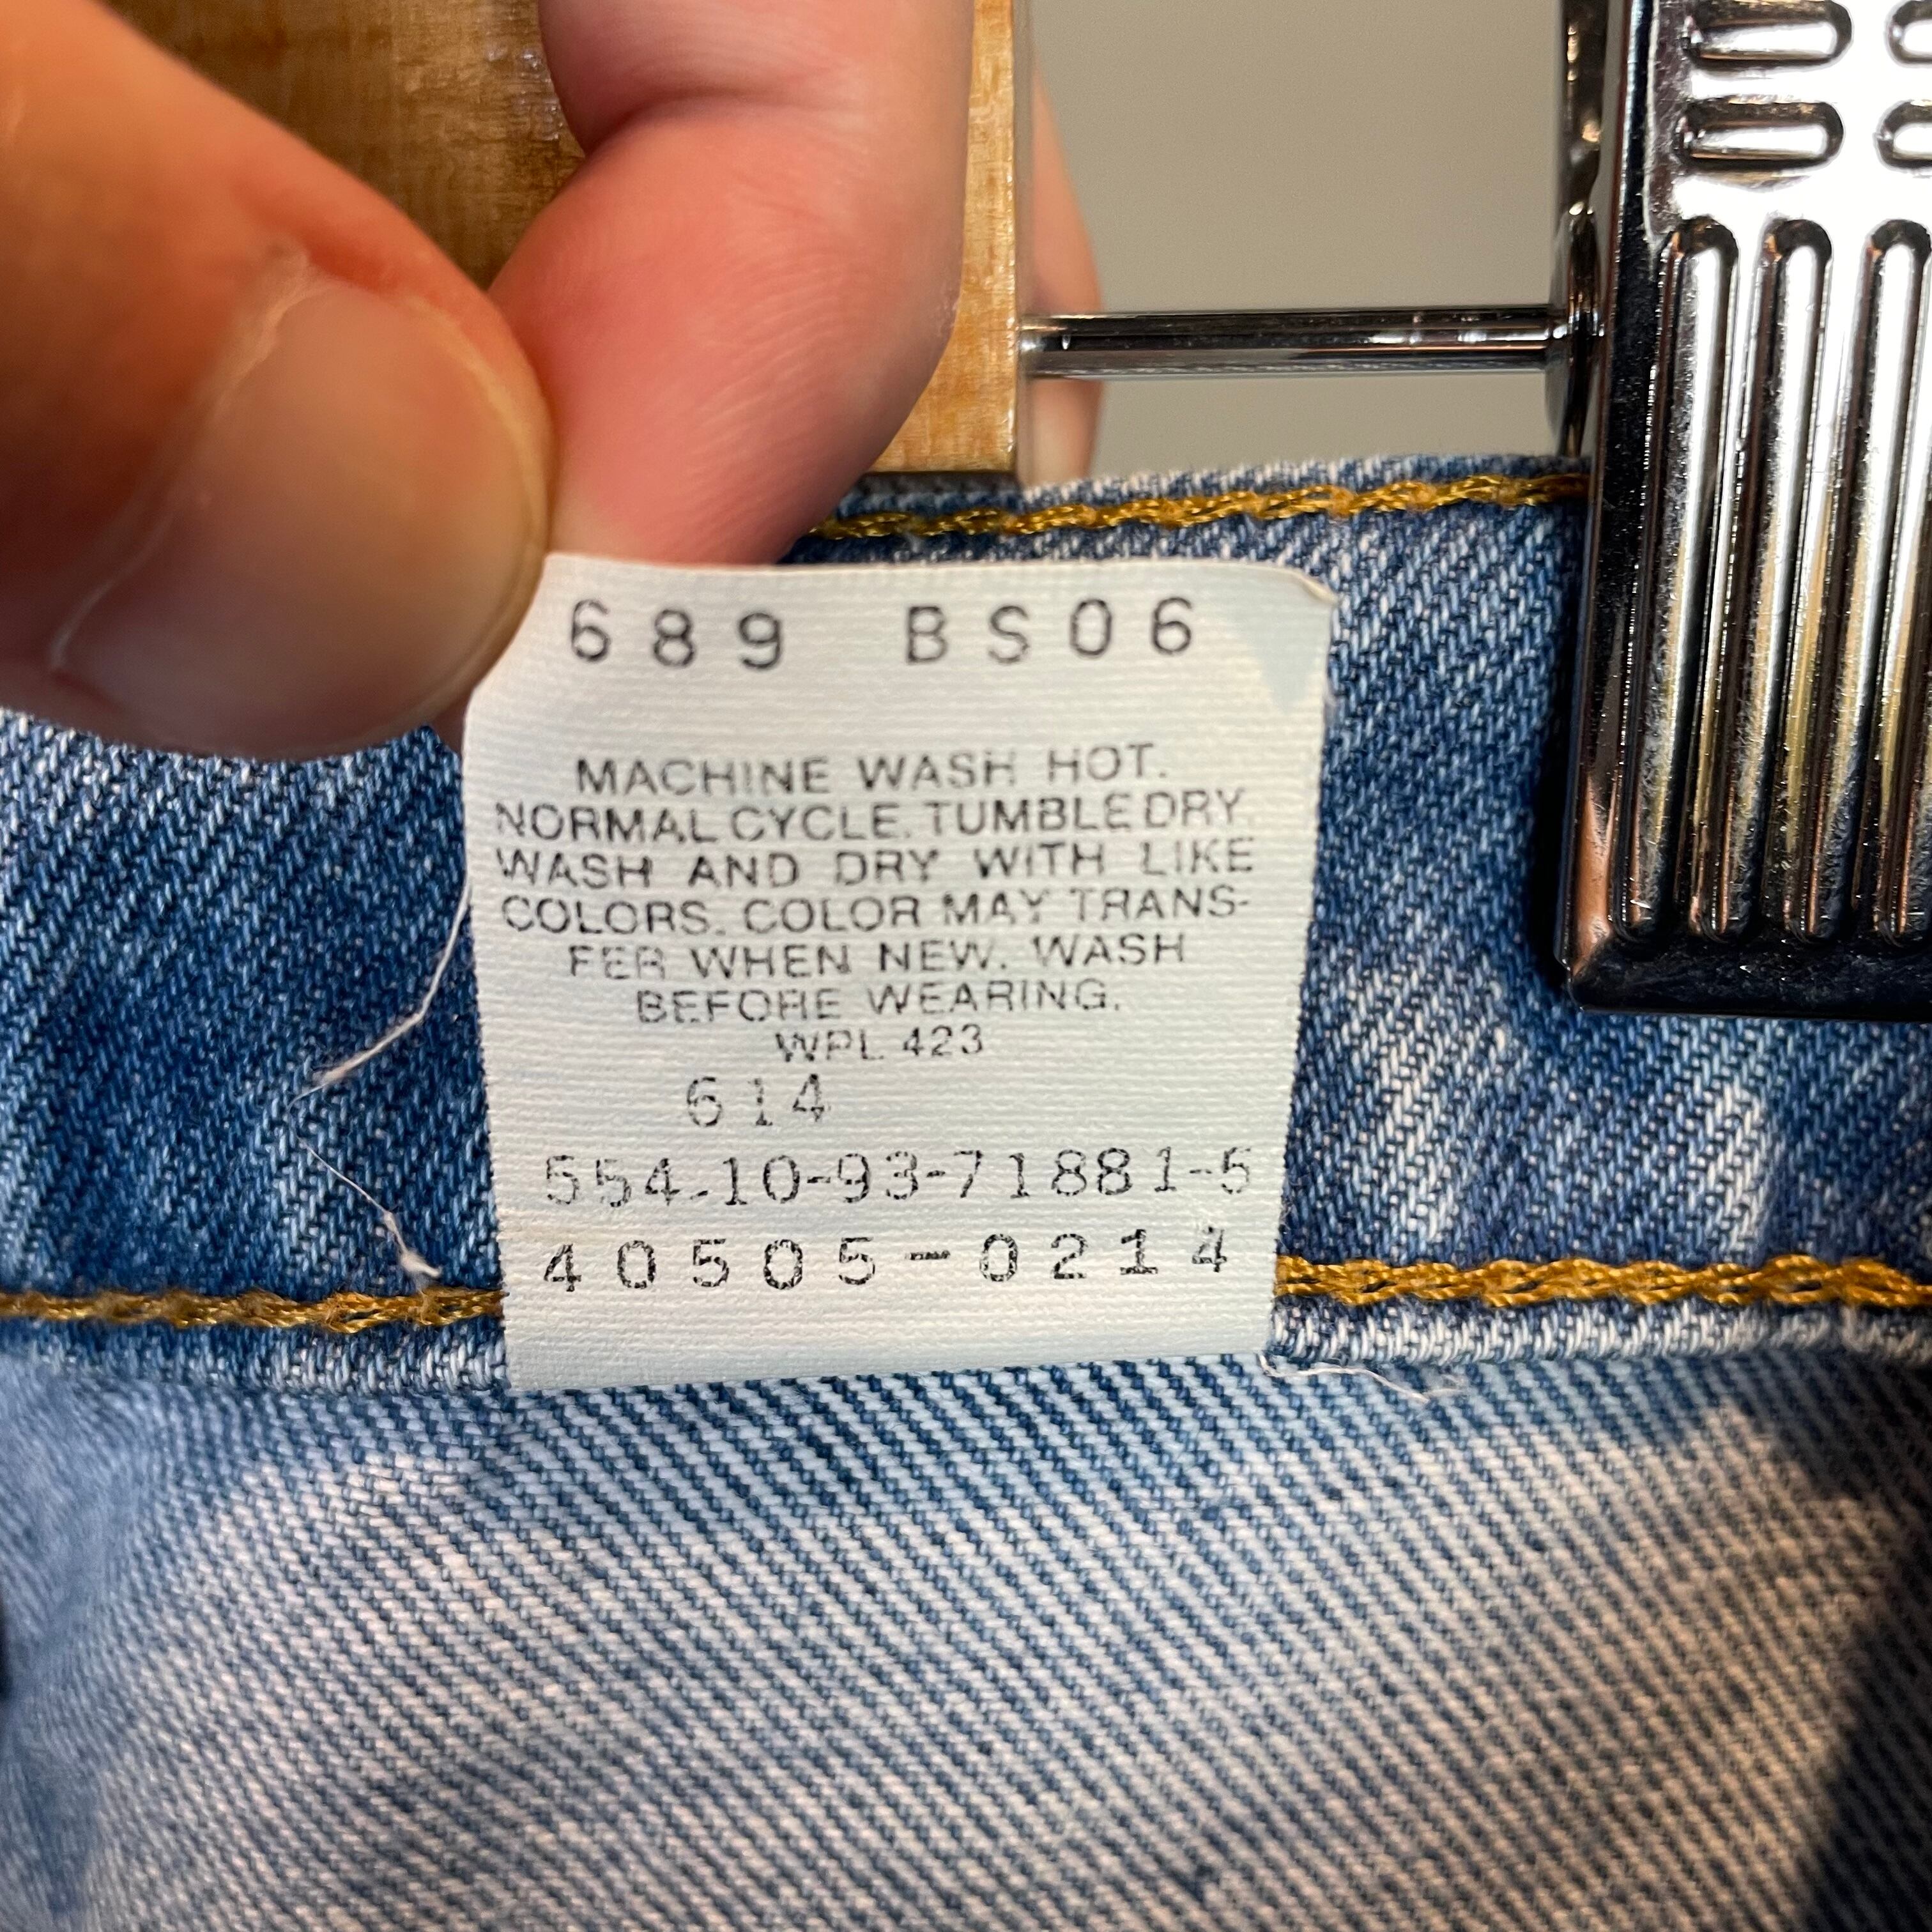 689 BS06
MACHINE WASH HOT.
NORMAL CYCLE. TUMBLE DRY.
WASH AND DRY WITH LIKE
COLORS. COLOR MAY TRANS-
FER WHEN NEW. WASH
BEFORE WEARING.
WPL 423
614
554-10-93-71881-5
40505-0214